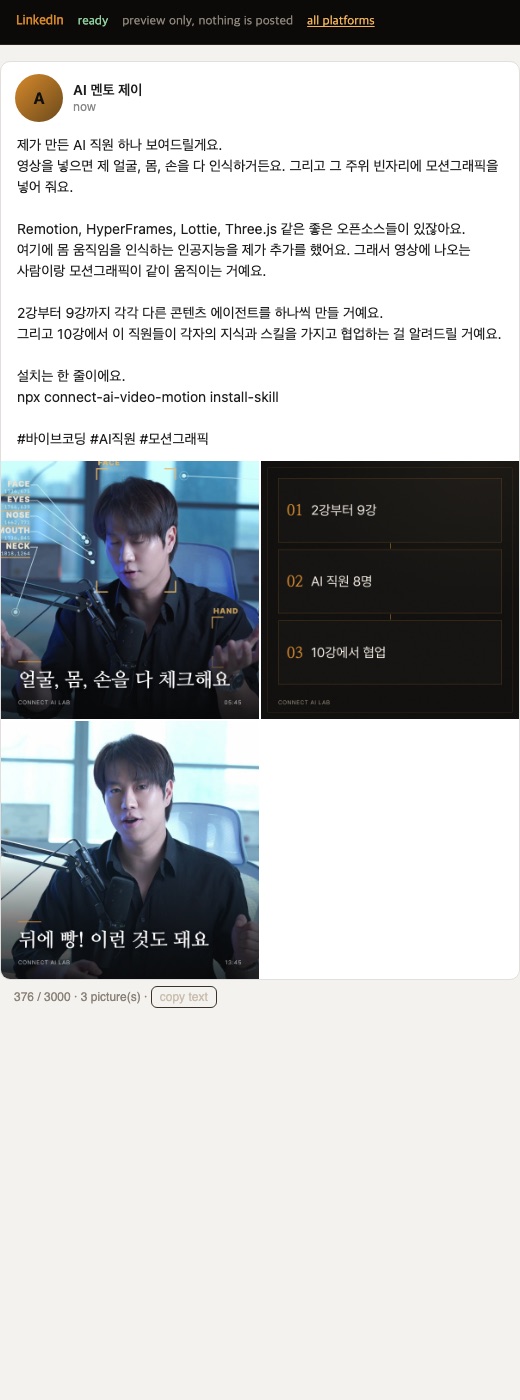 LinkedIn ready preview only, nothing is posted all platforms
A
AI 멘토 제이
now
제가 만든 AI 직원 하나 보여드릴게요.
영상을 넣으면 제 얼굴, 몸, 손을 다 인식하거든요. 그리고 그 주위 빈자리에 모션그래픽을
넣어 줘요.
Remotion, HyperFrames, Lottie, Three.js 같은 좋은 오픈소스들이 있잖아요.
여기에 몸 움직임을 인식하는 인공지능을 제가 추가를 했어요. 그래서 영상에 나오는
사람이랑 모션그래픽이 같이 움직이는 거예요.
2강부터 9강까지 각각 다른 콘텐츠 에이전트를 하나씩 만들 거예요.
그리고 10강에서 이 직원들이 각자의 지식과 스킬을 가지고 협업하는 걸 알려드릴 거예요.
설치는 한 줄이에요.
npx connect-ai-video-motion install-skill
#바이브코딩 #AI직원 #모션그래픽
FACE
FACE
EYES
NOSE
MOUTH
NECK
HAND
얼굴, 몸, 손을 다 체크해요
CONNECT AI LAB 05:45
01 2강부터 9강
02 AI 직원 8명
03 10강에서 협업
CONNECT AI LAB
뒤에 빵! 이런 것도 돼요
CONNECT AI LAB 13:45
376 / 3000 · 3 picture(s) · copy text